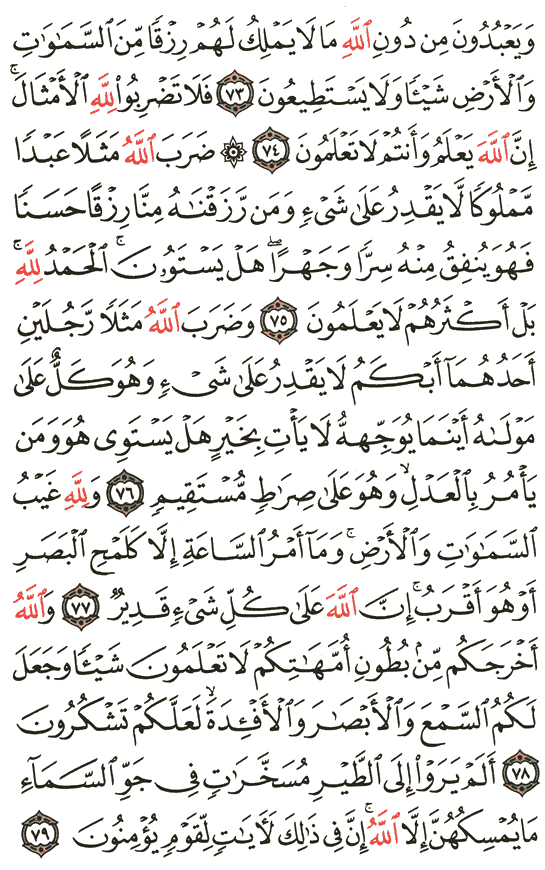 وَيَعۡبُدُونَ مِن دُونِ ٱللَّهِ مَا لَا يَمۡلِكُ لَهُمۡ رِزۡقٗا مِّنَ ٱلسَّمَٰوَٰتِ
وَٱلۡأَرۡضِ شَيۡـٔٗا وَلَا يَسۡتَطِيعُونَ ٧٣ فَلَا تَضۡرِبُواْ لِلَّهِ ٱلۡأَمۡثَالَۚ
إِنَّ ٱللَّهَ يَعۡلَمُ وَأَنتُمۡ لَا تَعۡلَمُونَ ٧٤ ۞ ضَرَبَ ٱللَّهُ مَثَلًا عَبۡدٗا
مَّمۡلُوكٗا لَّا يَقۡدِرُ عَلَىٰ شَيۡءٖ وَمَن رَّزَقۡنَٰهُ مِنَّا رِزۡقًا حَسَنٗا
فَهُوَ يُنفِقُ مِنۡهُ سِرّٗا وَجَهۡرًاۖ هَلۡ يَسۡتَوُۥنَۚ ٱلۡحَمۡدُ لِلَّهِۚ
بَلۡ أَكۡثَرُهُمۡ لَا يَعۡلَمُونَ ٧٥ وَضَرَبَ ٱللَّهُ مَثَلٗا رَّجُلَيۡنِ
أَحَدُهُمَآ أَبۡكَمُ لَا يَقۡدِرُ عَلَىٰ شَيۡءٖ وَهُوَ كَلٌّ عَلَىٰ
مَوۡلَىٰهُ أَيۡنَمَا يُوَجِّههُّ لَا يَأۡتِ بِخَيۡرٍ هَلۡ يَسۡتَوِي هُوَ وَمَن
يَأۡمُرُ بِٱلۡعَدۡلِۙ وَهُوَ عَلَىٰ صِرَٰطٖ مُّسۡتَقِيمٖ ٧٦ وَلِلَّهِ غَيۡبُ
ٱلسَّمَٰوَٰتِ وَٱلۡأَرۡضِۚ وَمَآ أَمۡرُ ٱلسَّاعَةِ إِلَّا كَلَمۡحِ ٱلۡبَصَرِ
أَوۡ هُوَ أَقۡرَبُۚ إِنَّ ٱللَّهَ عَلَىٰ كُلِّ شَيۡءٖ قَدِيرٞ ٧٧ وَٱللَّهُ
أَخۡرَجَكُم مِّنۢ بُطُونِ أُمَّهَٰتِكُمۡ لَا تَعۡلَمُونَ شَيۡـٔٗا وَجَعَلَ
لَكُمُ ٱلسَّمۡعَ وَٱلۡأَبۡصَٰرَ وَٱلۡأَفۡـِٔدَةَۙ لَعَلَّكُمۡ تَشۡكُرُونَ
٧٨ أَلَمۡ يَرَوۡاْ إِلَى ٱلطَّيۡرِ مُسَخَّرَٰتٖ فِي جَوِّ ٱلسَّمَآءِ
مَا يُمۡسِكُهُنَّ إِلَّا ٱللَّهُۚ إِنَّ فِي ذَٰلِكَ لَأٓيَٰتٖ لِّقَوۡمٖ يُؤۡمِنُونَ ٧٩